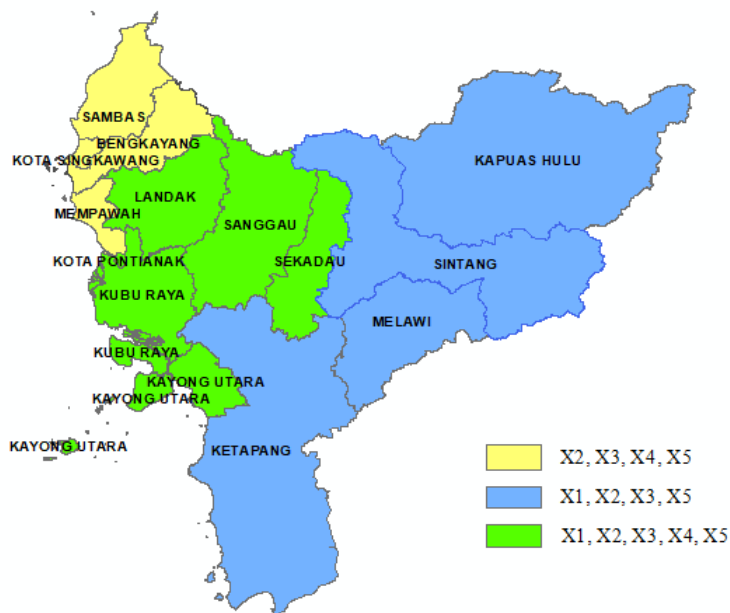 SAMBAS
BENGKAYANG
KOTA SINGKAWANG
KAPUAS HULU
LANDAK
MEMPAWAH
SANGGAU
KOTA PONTIANAK
SEKADAU
SINTANG
KUBU RAYA
MELAWI
KUBU RAYA
KAYONG UTARA
KAYONG UTARA
KAYONG UTARA
KETAPANG
X2, X3, X4, X5
X1, X2, X3, X5
X1, X2, X3, X4, X5